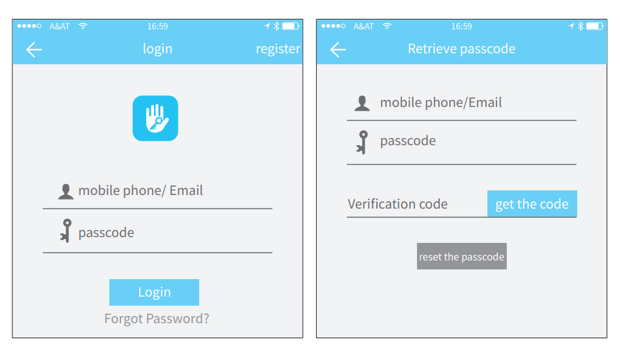 A&AT 16:59
login register
mobile phone/ Email
passcode
Login
Forgot Password?
A&AT 16:59
Retrieve passcode
mobile phone/Email
passcode
Verification code get the code
reset the passcode